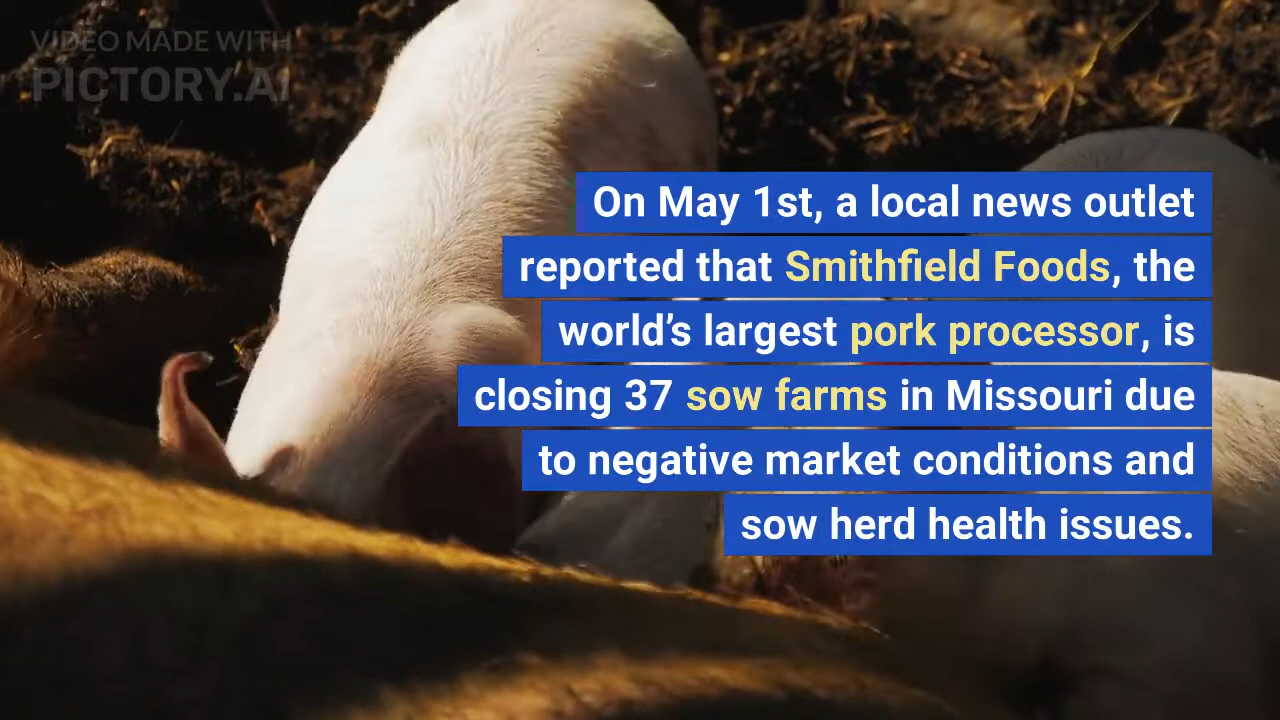 VIDEO MADE WITH
PICTORY.AI
On May 1st, a local news outlet
reported that Smithfield Foods, the
world’s largest pork processor, is
closing 37 sow farms in Missouri due
to negative market conditions and
sow herd health issues.